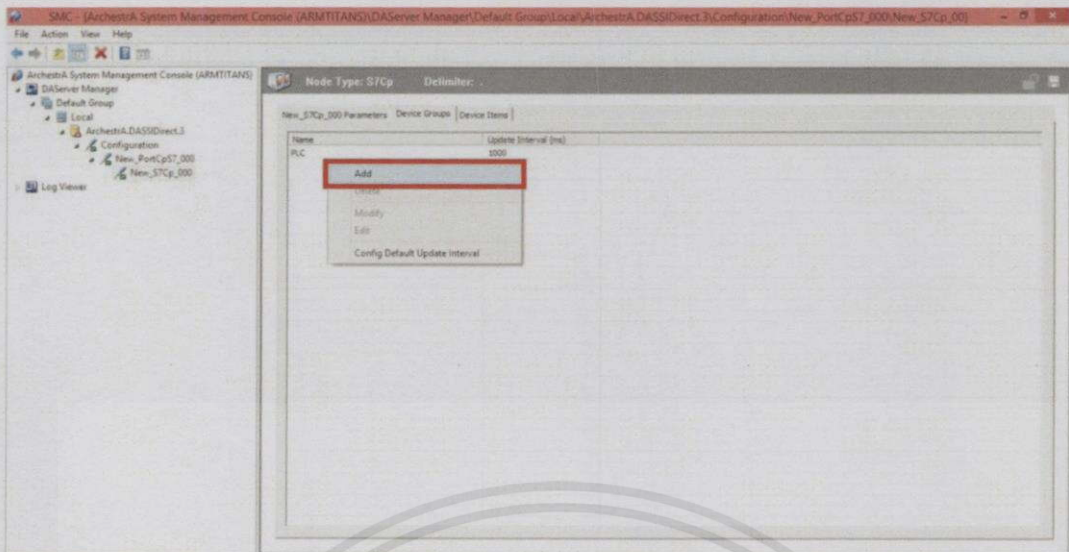 SMC - [ArchestrA System Management Console (ARMTITANS)\DAServer Manager\Default Group\Local\ArchestrA.DASSIDirect.3\Configuration\New_PortCpS7_000\New_S7Cp_00]
File Action View Help
ArchestrA System Management Console (ARMTITANS)
DAServer Manager
Default Group
Local
ArchestrA.DASSIDirect.3
Configuration
New_PortCpS7_000
New_S7Cp_000
Log Viewer
Node Type: S7Cp Delimiter: .
New_S7Cp_000 Parameters Device Groups Device Items
Name Update Interval (ms)
PLC 1000
Add
Delete
Modify
Edit
Config Default Update Interval